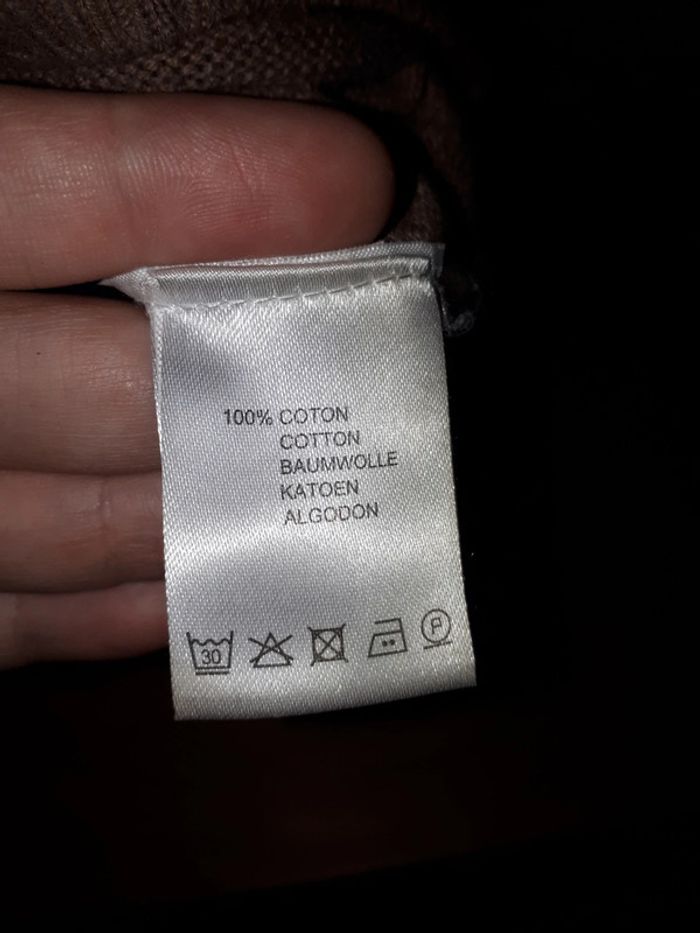 100% COTON
COTTON
BAUMWOLLE
KATOEN
ALGODON
30 P